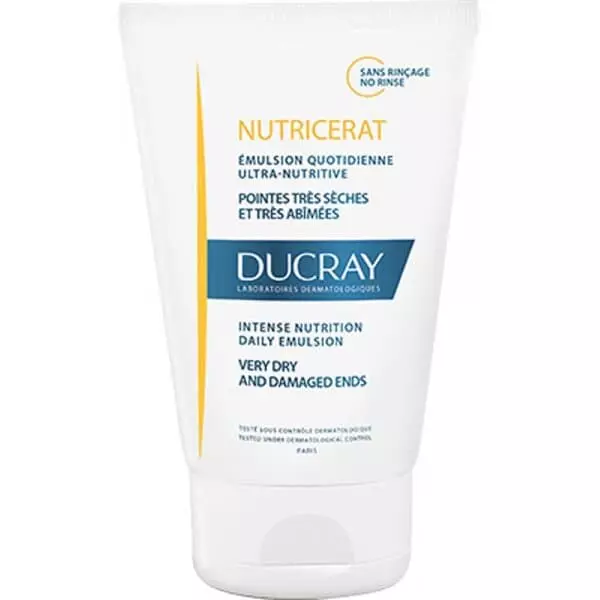 SANS RINÇAGE
NO RINSE
NUTRICERAT
ÉMULSION QUOTIDIENNE
ULTRA-NUTRITIVE
POINTES TRÈS SÈCHES
ET TRÈS ABÎMÉES
DUCRAY
LABORATOIRES DERMATOLOGIQUES
INTENSE NUTRITION
DAILY EMULSION
VERY DRY
AND DAMAGED ENDS
TESTÉ SOUS CONTRÔLE DERMATOLOGIQUE
TESTED UNDER DERMATOLOGICAL CONTROL
PARIS